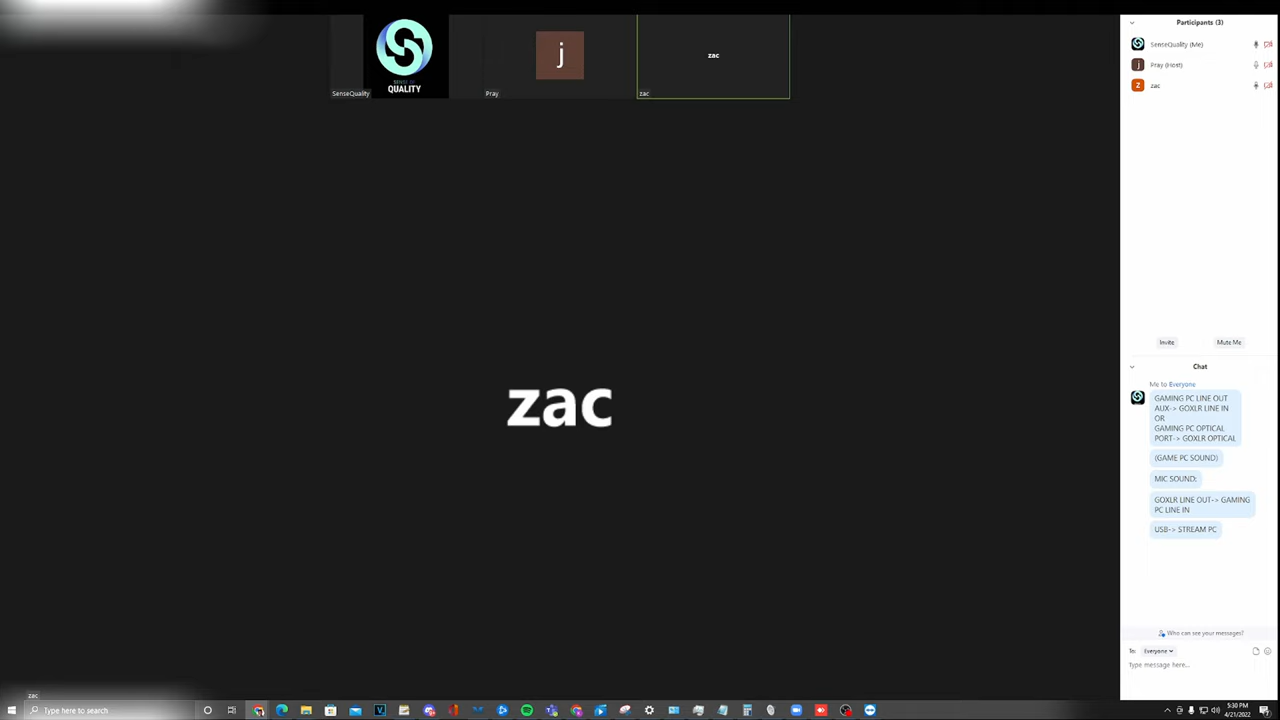 SENSE OF
QUALITY
SenseQuality
j
Pray
zac
zac
zac
zac
Participants (3)
SenseQuality (Me)
j
Pray (Host)
Z
zac
Invite
Mute Me
Chat
Me to Everyone
GAMING PC LINE OUT
AUX-> GOXLR LINE IN
OR
GAMING PC OPTICAL
PORT-> GOXLR OPTICAL
(GAME PC SOUND)
MIC SOUND:
GOXLR LINE OUT-> GAMING
PC LINE IN
USB-> STREAM PC
Who can see your messages?
To:
Everyone
Type message here...
Type here to search
5:30 PM
4/21/2022